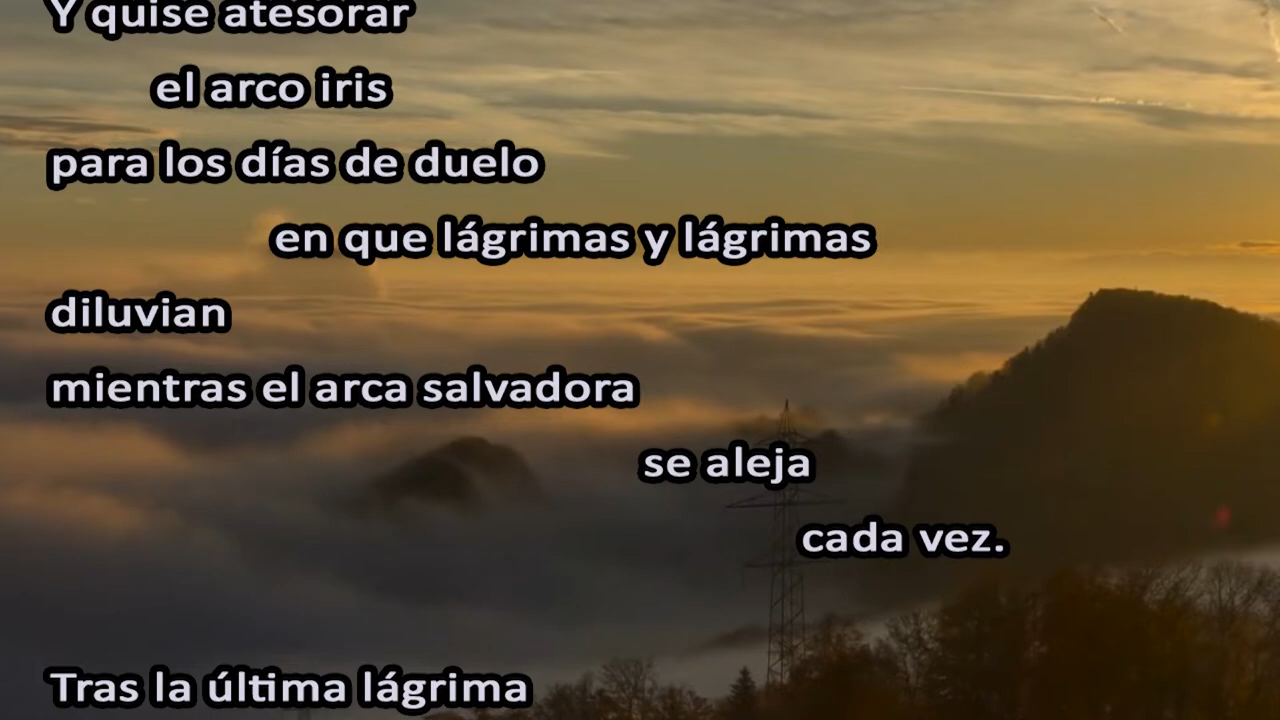 Y quise atesorar
el arco iris
para los días de duelo
en que lágrimas y lágrimas
diluvian
mientras el arca salvadora
se aleja
cada vez.
Tras la última lágrima